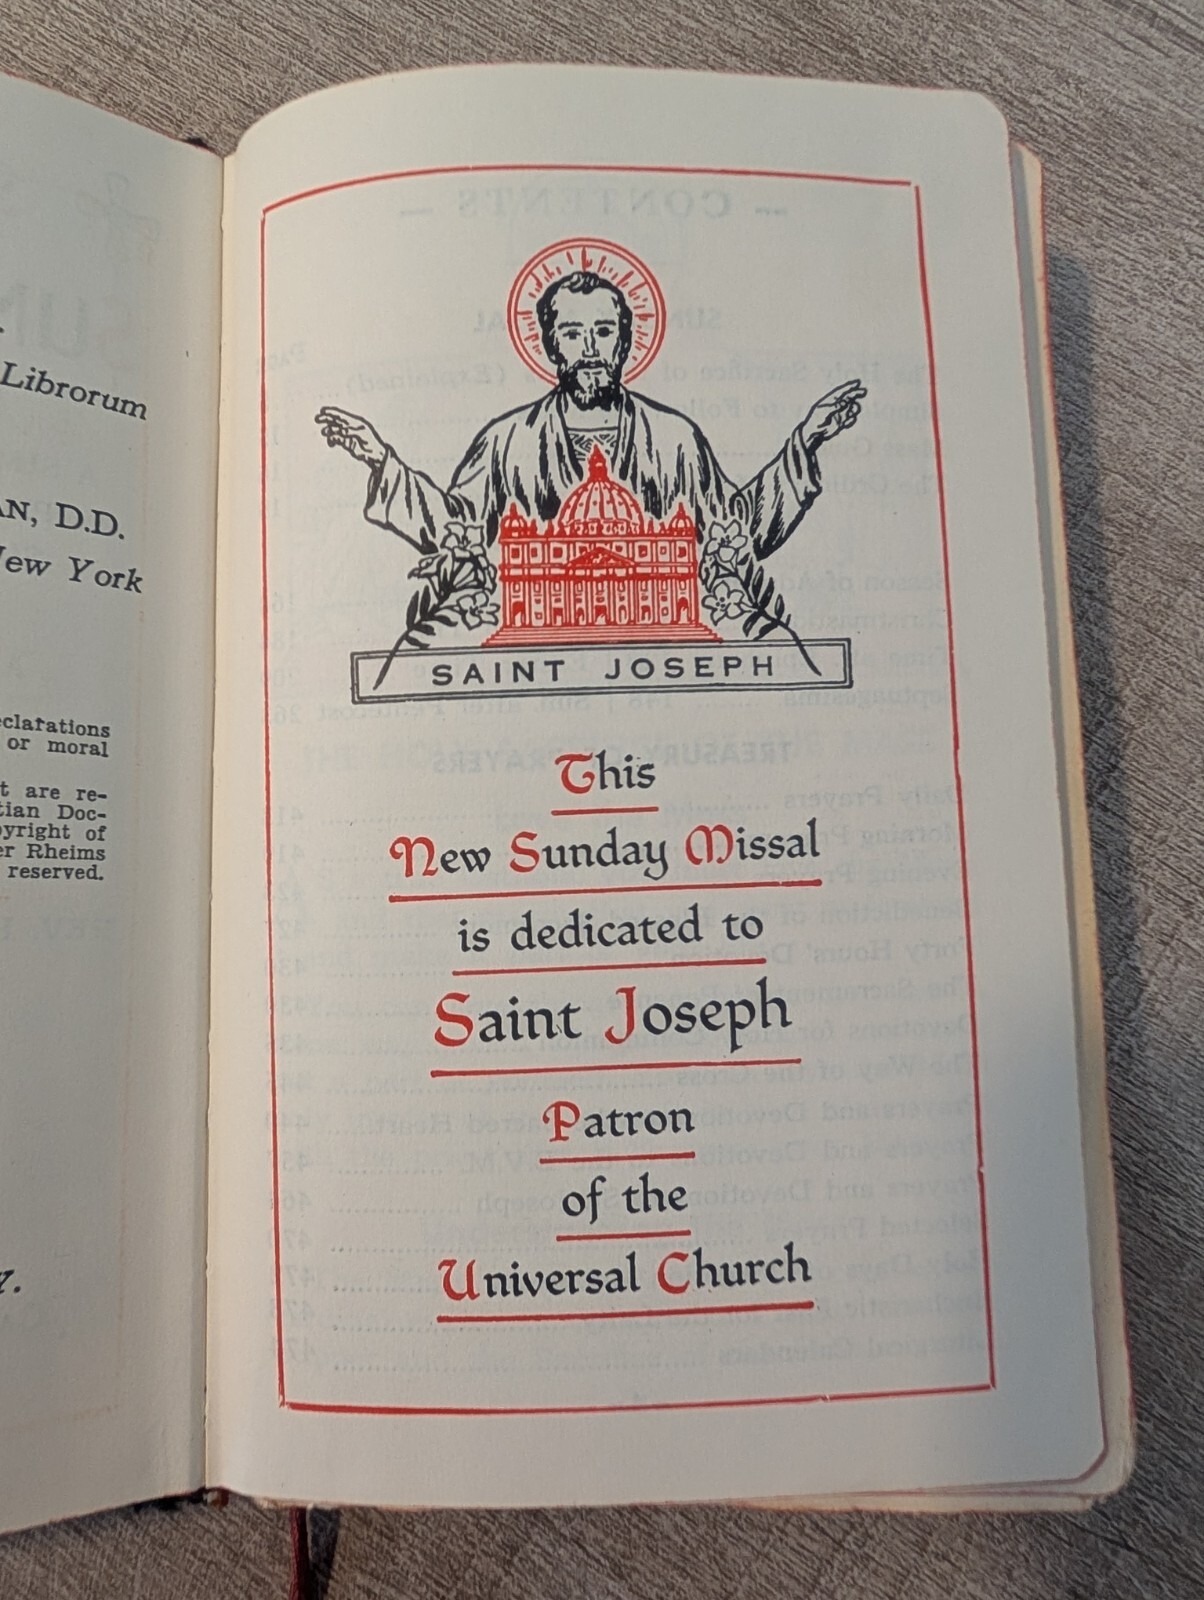 Librorum
AN, D.D.
New York
eclarations
or moral
t are re-
tian Doc-
pyright of
er Rheims
reserved.
SAINT JOSEPH
This
New Sunday Missal
is dedicated to
Saint Joseph
Patron
of the
Universal Church